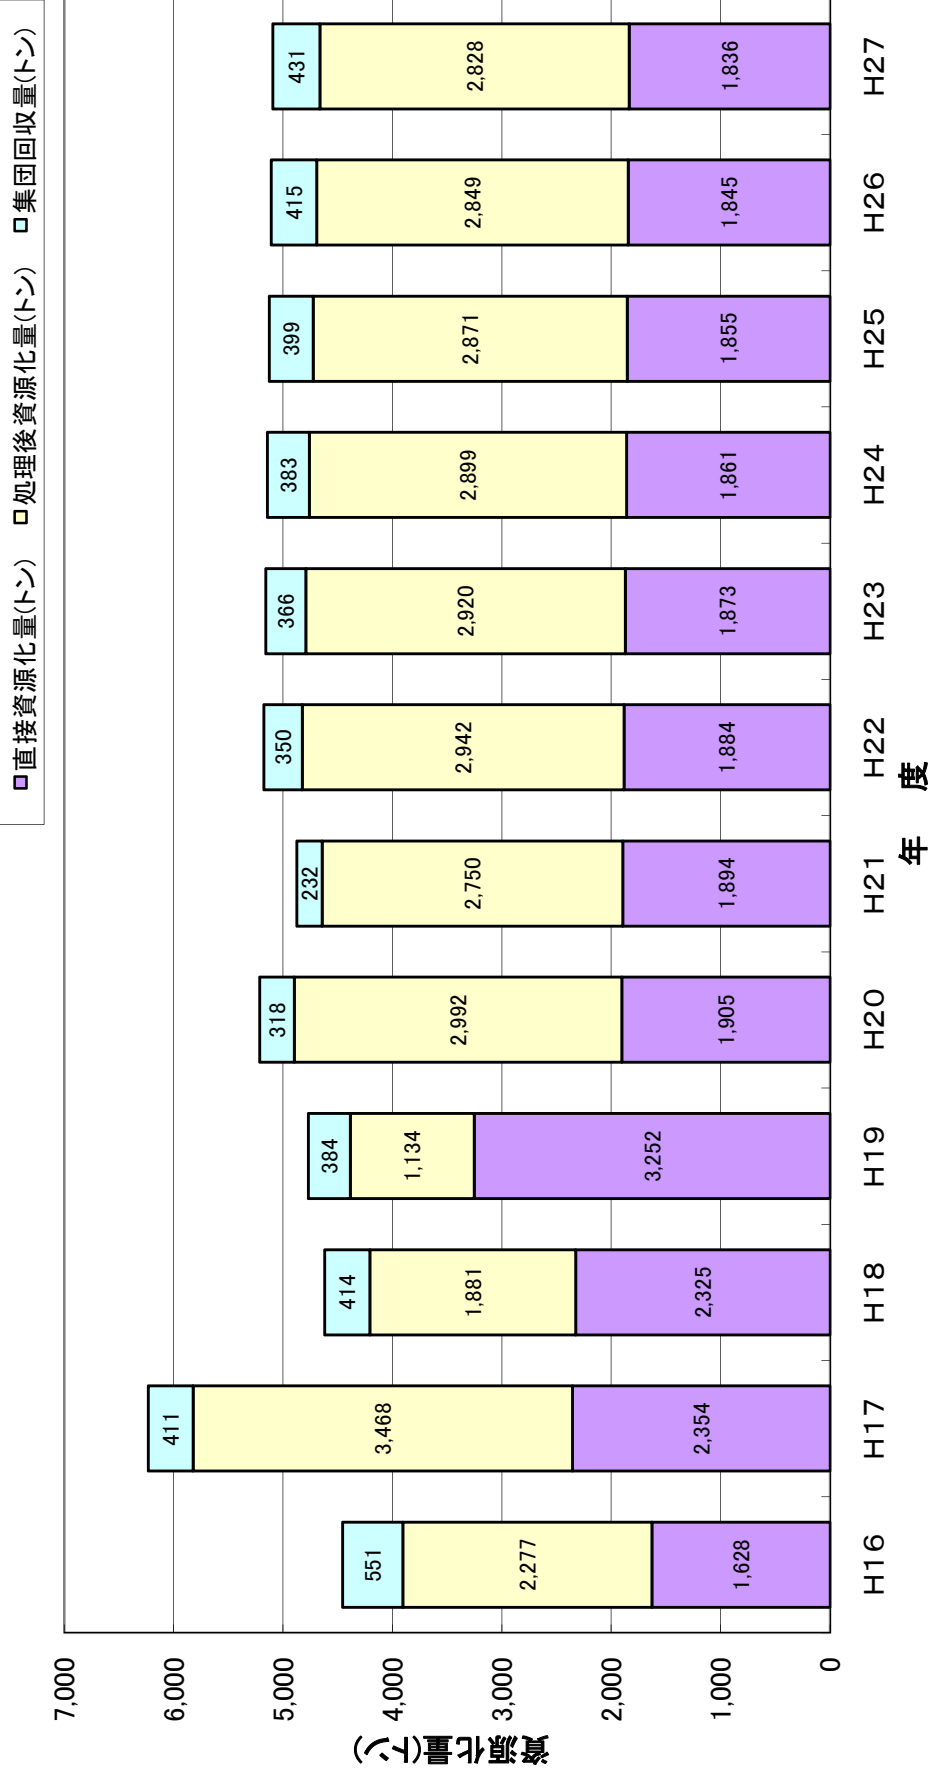 ■直接資源化量(トン) □処理後資源化量(トン) □集団回収量(トン)
資源化量(トン)
7,000
6,000
5,000
4,000
3,000
2,000
1,000
0
551 2,277 1,628
411 3,468 2,354
414 1,881 2,325
384 1,134 3,252
318 2,992 1,905
232 2,750 1,894
350 2,942 1,884
366 2,920 1,873
383 2,899 1,861
399 2,871 1,855
415 2,849 1,845
431 2,828 1,836
H16 H17 H18 H19 H20 H21 H22 H23 H24 H25 H26 H27
年 度